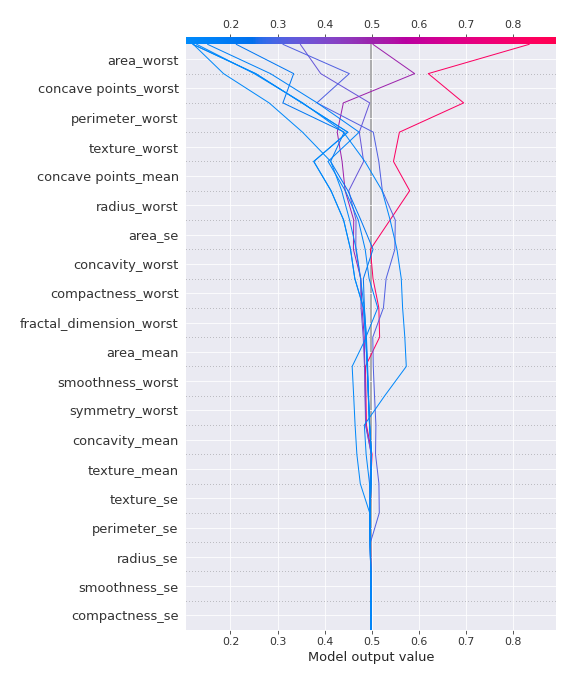 0.2 0.3 0.4 0.5 0.6 0.7 0.8
area_worst
concave points_worst
perimeter_worst
texture_worst
concave points_mean
radius_worst
area_se
concavity_worst
compactness_worst
fractal_dimension_worst
area_mean
smoothness_worst
symmetry_worst
concavity_mean
texture_mean
texture_se
perimeter_se
radius_se
smoothness_se
compactness_se
0.2 0.3 0.4 0.5 0.6 0.7 0.8
Model output value